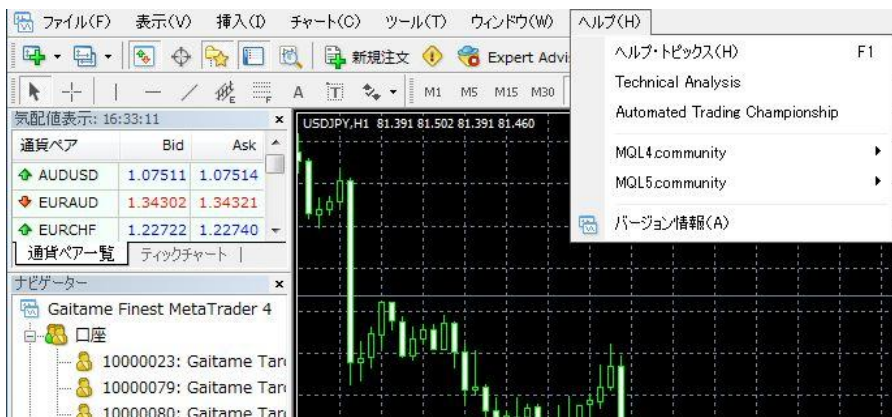 ファイル(F) 表示(V) 挿入(I) チャート(C) ツール(T) ウィンドウ(W) ヘルプ(H)
新規注文 Expert Advi
A T M1 M5 M15 M30
ヘルプ・トピックス(H) F1
Technical Analysis
Automated Trading Championship
MQL4.community
MQL5.community
バージョン情報(A)
気配値表示: 16:33:11
通貨ペア Bid Ask
AUDUSD 1.07511 1.07514
EURAUD 1.34302 1.34321
EURCHF 1.22722 1.22740
通貨ペア一覧 ティックチャート
USDJPY,H1 81.391 81.502 81.391 81.460
ナビゲーター
Gaitame Finest MetaTrader 4
口座
10000023: Gaitame Tar
10000079: Gaitame Tar
10000080: Gaitame Tar